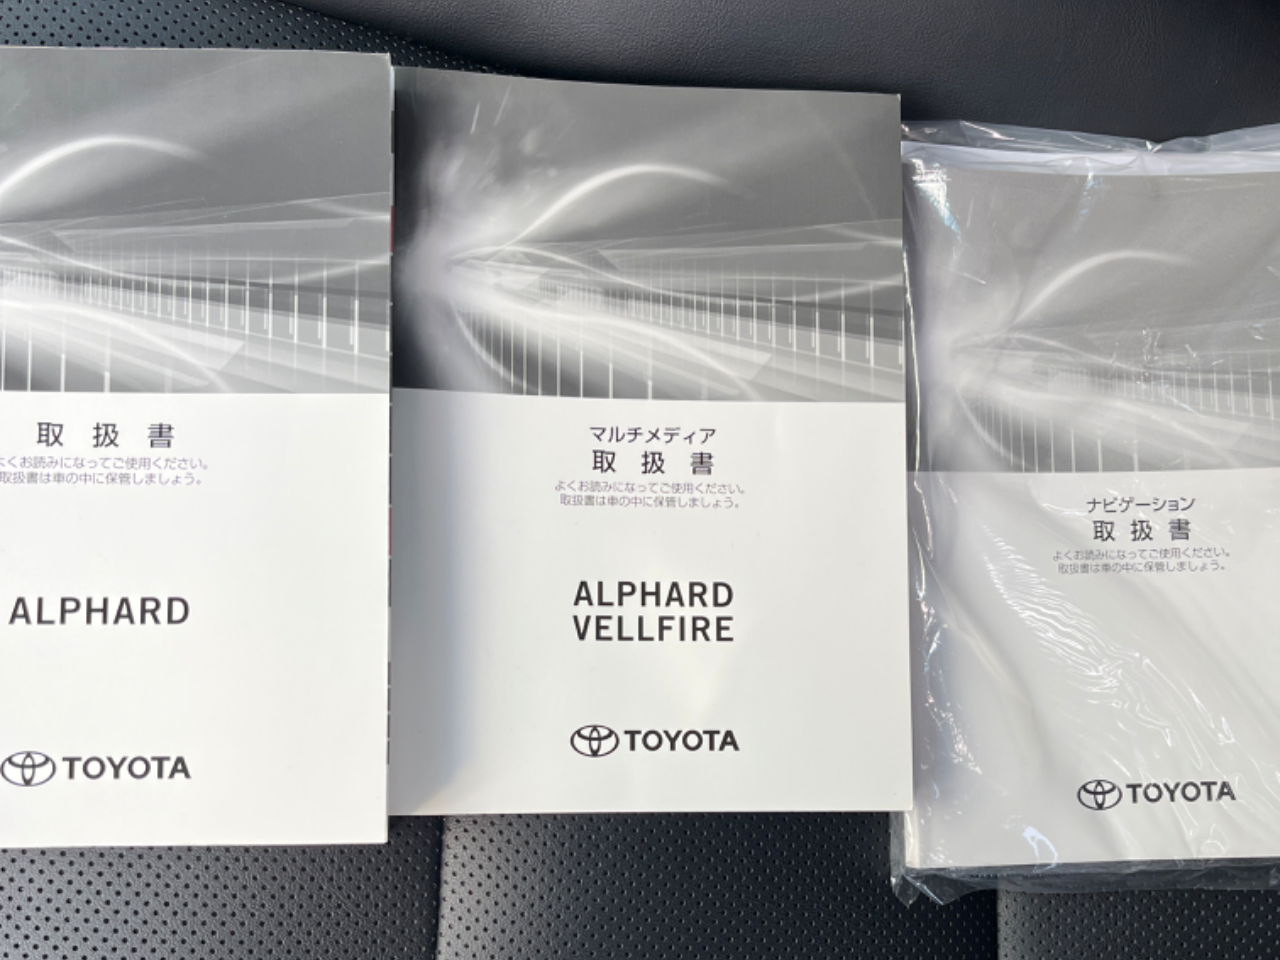 取扱書
よくお読みになってご使用ください。
取扱書は車の中に保管しましょう。
ALPHARD
TOYOTA
マルチメディア
取扱書
よくお読みになってご使用ください。
取扱書は車の中に保管しましょう。
ALPHARD
VELLFIRE
TOYOTA
ナビゲーション
取扱書
よくお読みになってご使用ください。
取扱書は車の中に保管しましょう。
TOYOTA